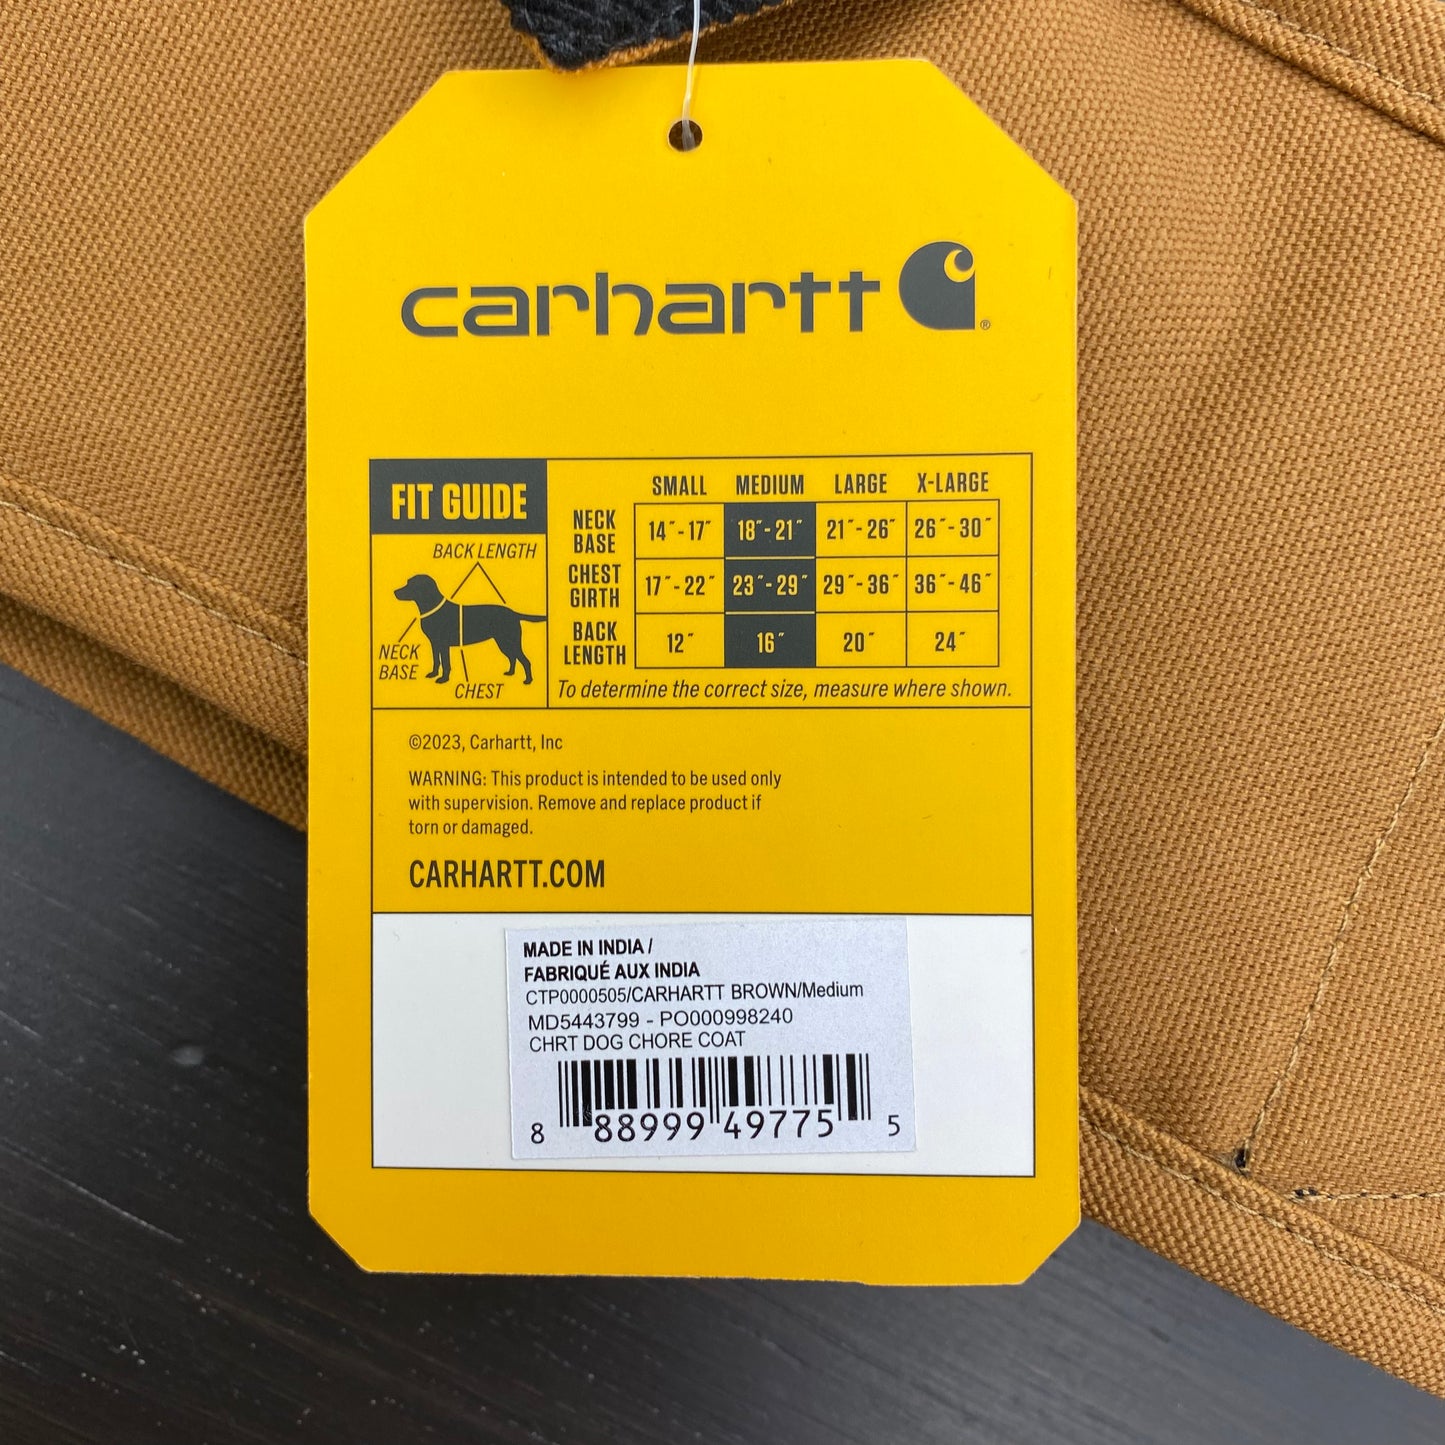 carhartt
®
FIT GUIDE
SMALL MEDIUM LARGE X-LARGE
NECK BASE 14"-17" 18"-21" 21"-26" 26"-30"
CHEST GIRTH 17"-22" 23"-29" 29"-36" 36"-46"
BACK LENGTH 12" 16" 20" 24"
BACK LENGTH
NECK
BASE
CHEST
To determine the correct size, measure where shown.
©2023, Carhartt, Inc
WARNING: This product is intended to be used only
with supervision. Remove and replace product if
torn or damaged.
CARHARTT.COM
MADE IN INDIA /
FABRIQUÉ AUX INDIA
CTP0000505/CARHARTT BROWN/Medium
MD5443799 - PO000998240
CHRT DOG CHORE COAT
8 88999 49775 5